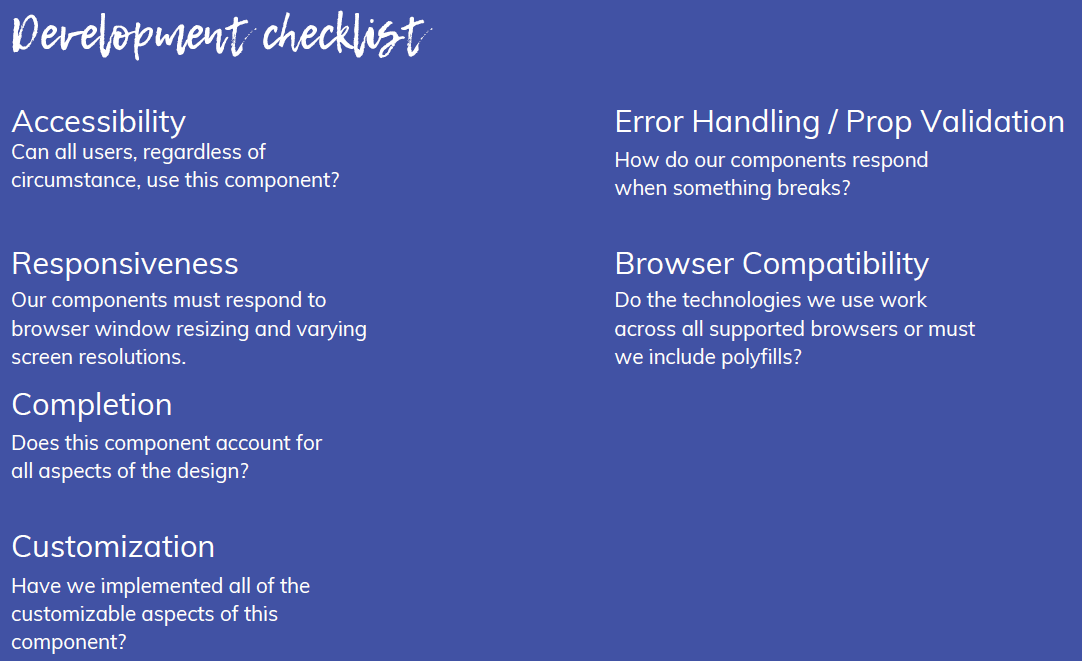 Development checklist
Accessibility
Can all users, regardless of
circumstance, use this component?
Responsiveness
Our components must respond to
browser window resizing and varying
screen resolutions.
Completion
Does this component account for
all aspects of the design?
Customization
Have we implemented all of the
customizable aspects of this
component?
Error Handling / Prop Validation
How do our components respond
when something breaks?
Browser Compatibility
Do the technologies we use work
across all supported browsers or must
we include polyfills?